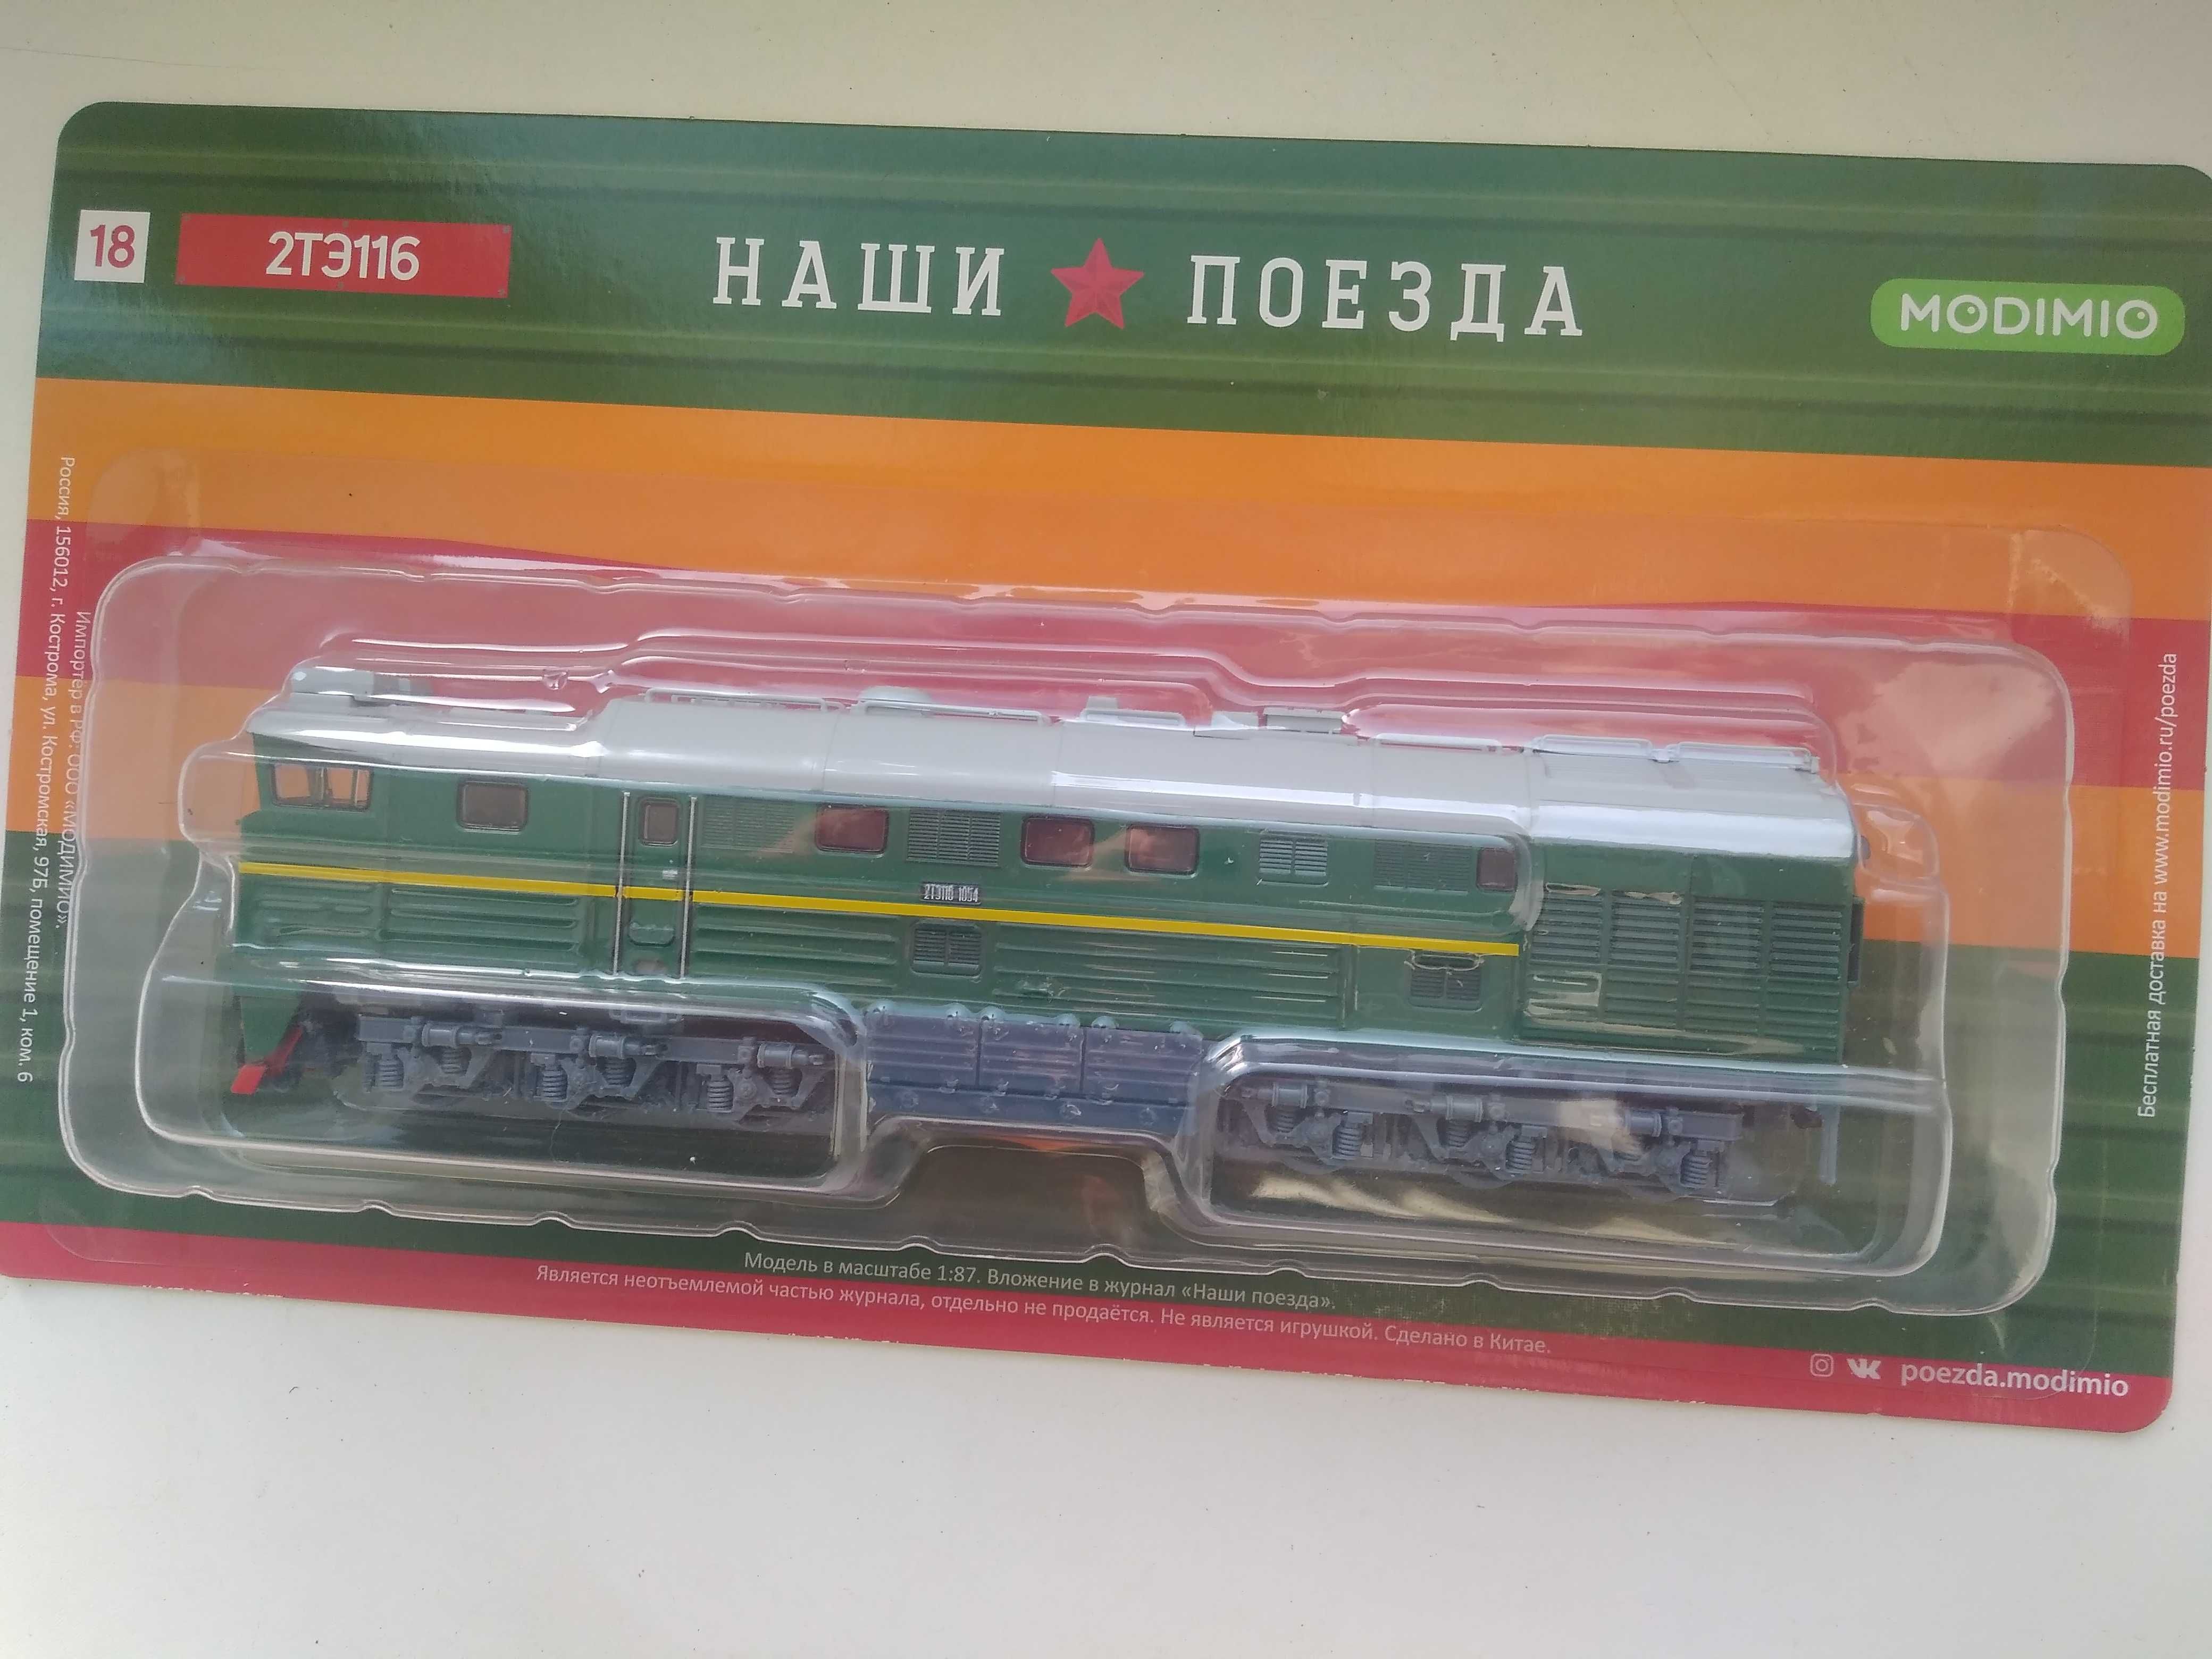 18
2ТЭ116
НАШИ ПОЕЗДА
MODIMIO
Россия, 156012, г. Кострома, ул. Костромская, 97Б, помещение 1, ком. 6
Импортер в РФ: ООО «МОДИМИО».
2ТЭ116-1054
Бесплатная доставка на www.modimio.ru/poezda
Модель в масштабе 1:87. Вложение в журнал «Наши поезда».
Является неотъемлемой частью журнала, отдельно не продаётся. Не является игрушкой. Сделано в Китае.
poezda.modimio